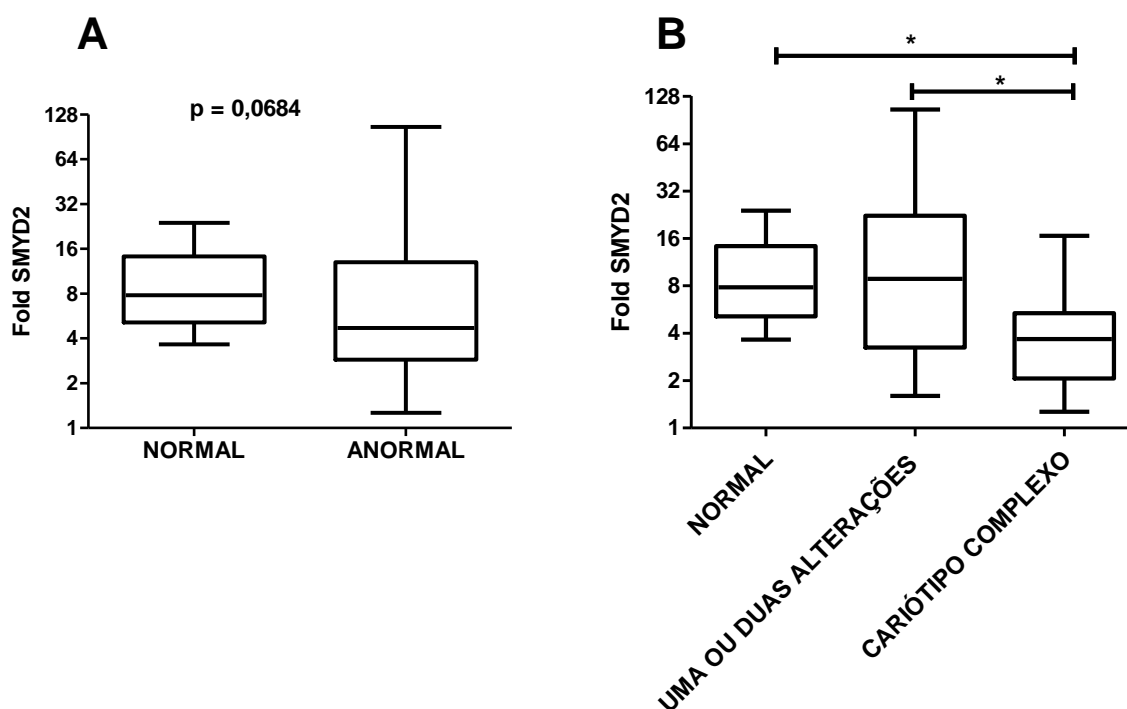 A
p = 0,0684
Fold SMYD2
128
64
32
16
8
4
2
1
NORMAL
ANORMAL
B
*
*
Fold SMYD2
128
64
32
16
8
4
2
1
NORMAL
UMA OU DUAS ALTERAÇÕES
CARIÓTIPO COMPLEXO